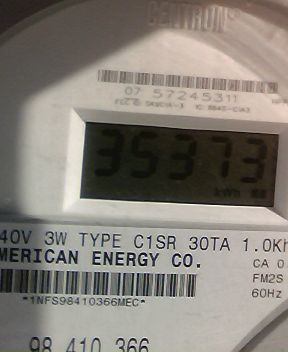 CENTRON®
07 57245311
35373
kWh
40V 3W TYPE C1SR 30TA 1.0Kh
MERICAN ENERGY CO.
CA 0.
FM2S
60Hz
*1NFS98410366MEC*
98 410 366